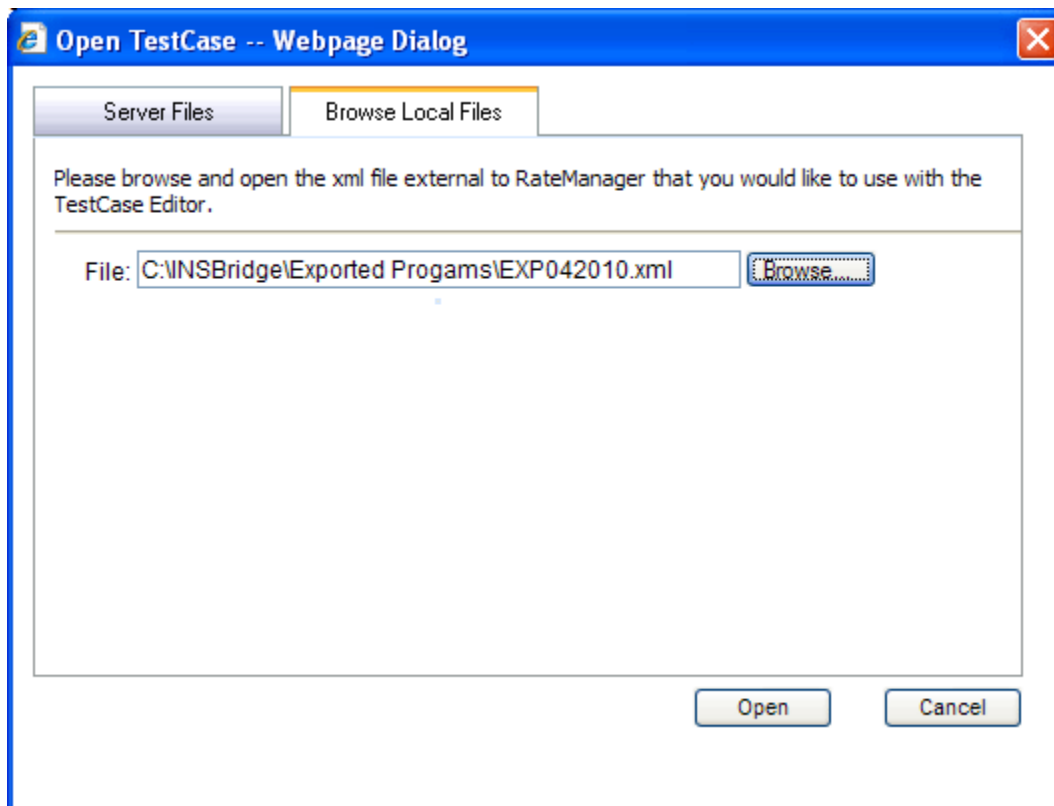 Open TestCase -- Webpage Dialog
Server Files
Browse Local Files
Please browse and open the xml file external to RateManager that you would like to use with the
TestCase Editor.
File: C:\INSBridge\Exported Progams\EXP042010.xml Browse...
Open Cancel